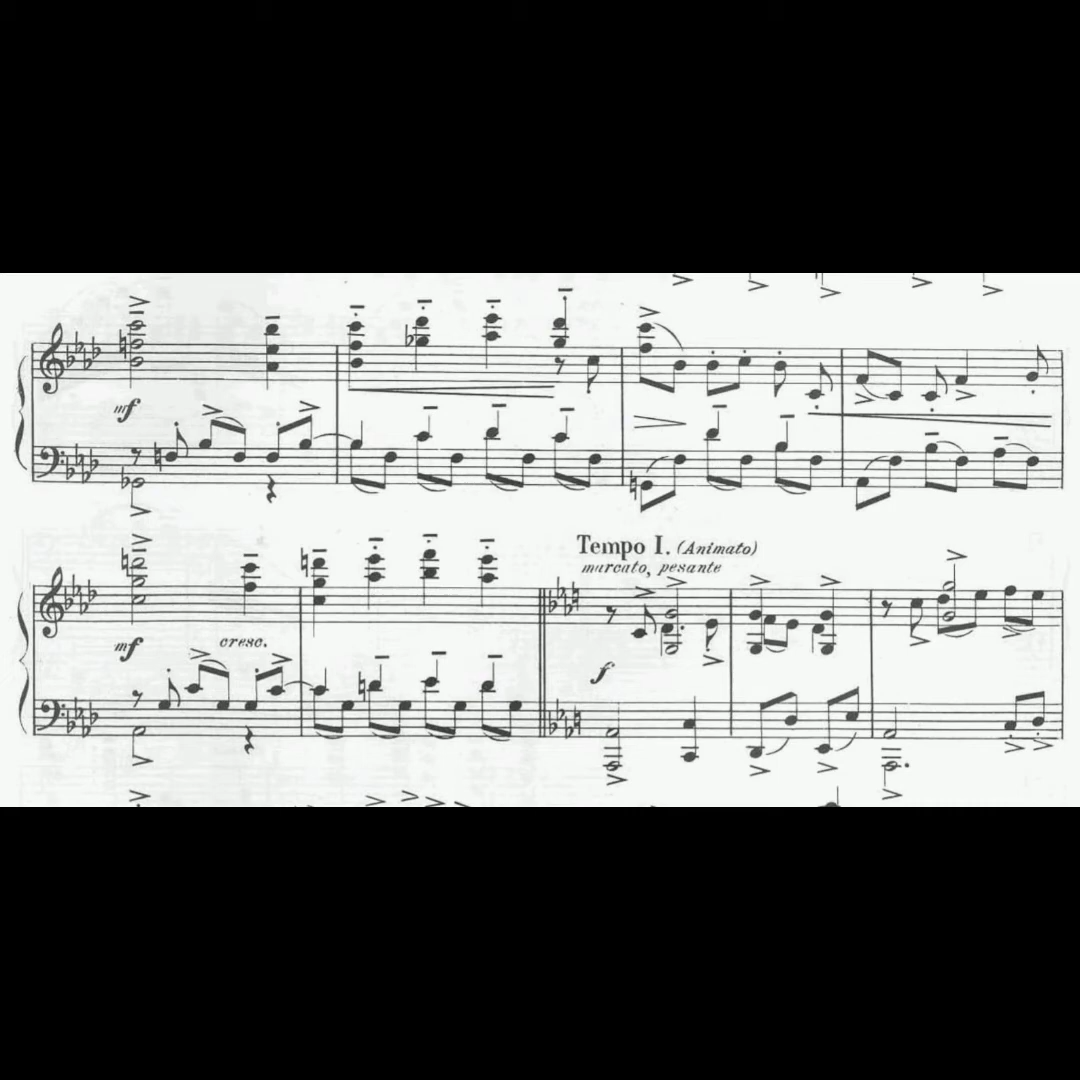 mf
Tempo I. (Animato)
marcato, pesante
mf cresc.
f